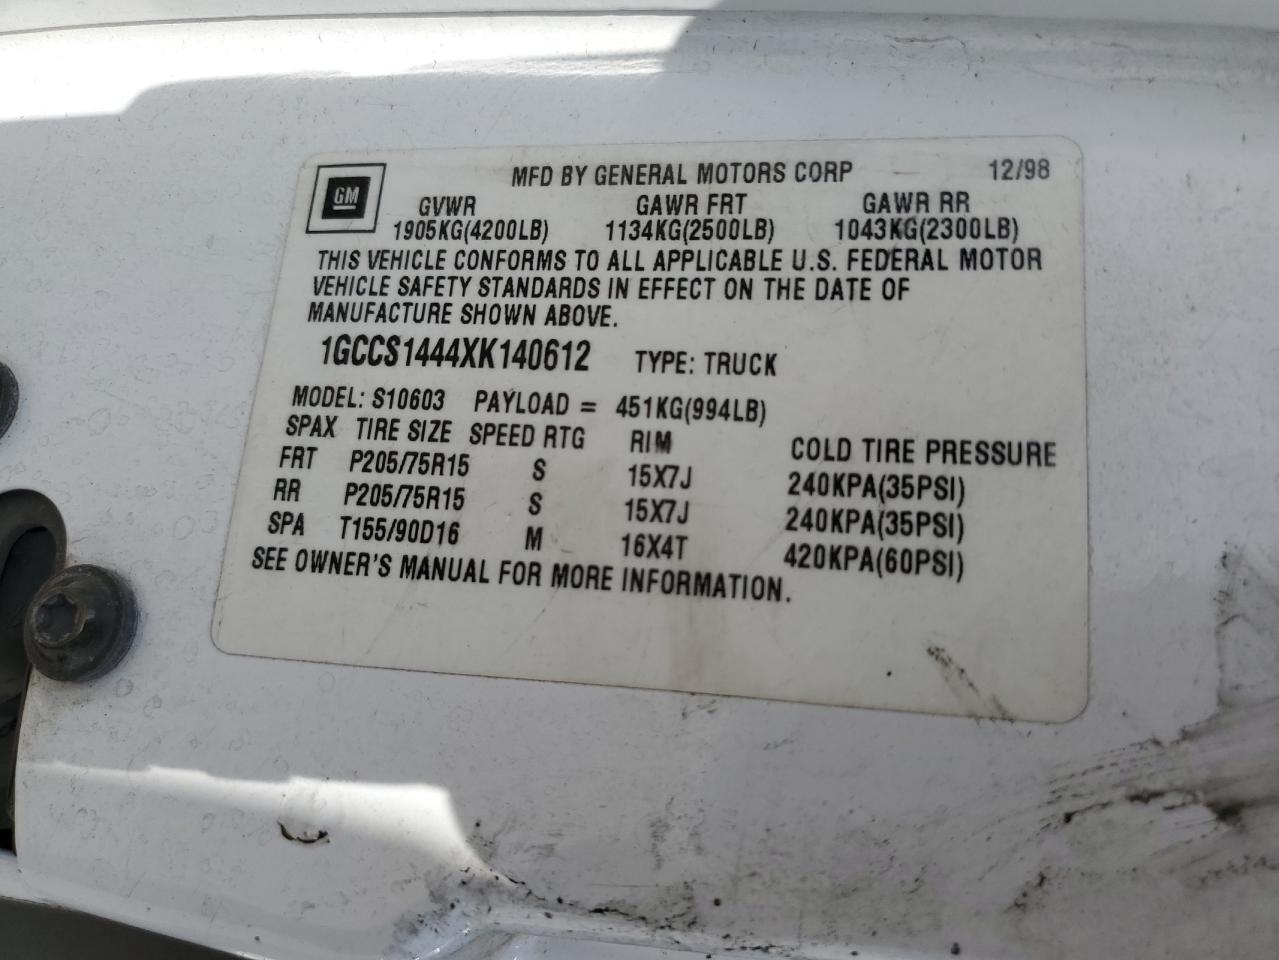 GM MFD BY GENERAL MOTORS CORP 12/98
GVWR GAWR FRT GAWR RR
1905KG(4200LB) 1134KG(2500LB) 1043KG(2300LB)
THIS VEHICLE CONFORMS TO ALL APPLICABLE U.S. FEDERAL MOTOR
VEHICLE SAFETY STANDARDS IN EFFECT ON THE DATE OF
MANUFACTURE SHOWN ABOVE.
1GCCS1444XK140612 TYPE: TRUCK
MODEL: S10603 PAYLOAD = 451KG(994LB)
SPAX TIRE SIZE SPEED RTG RIM COLD TIRE PRESSURE
FRT P205/75R15 S 15X7J 240KPA(35PSI)
RR P205/75R15 S 15X7J 240KPA(35PSI)
SPA T155/90D16 M 16X4T 420KPA(60PSI)
SEE OWNER'S MANUAL FOR MORE INFORMATION.